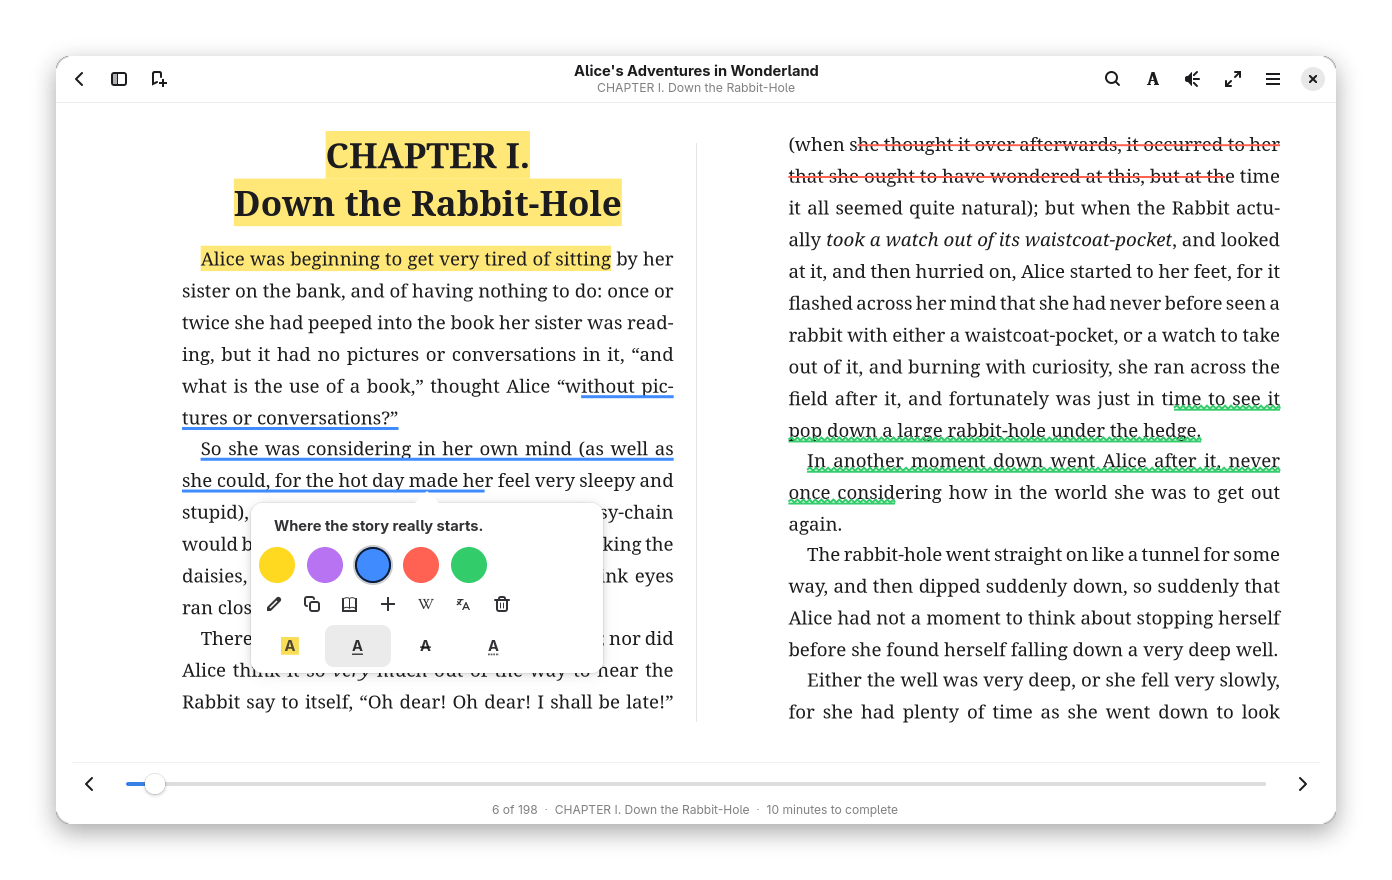 Alice's Adventures in Wonderland
CHAPTER I. Down the Rabbit-Hole
A
CHAPTER I.
Down the Rabbit-Hole
Alice was beginning to get very tired of sitting by her
sister on the bank, and of having nothing to do: once or
twice she had peeped into the book her sister was read-
ing, but it had no pictures or conversations in it, “and
what is the use of a book,” thought Alice “without pic-
tures or conversations?”
So she was considering in her own mind (as well as
she could, for the hot day made her feel very sleepy and
stupid), sy-chain
would b king the
daisies, ink eyes
ran clos
There ; nor did
Alice think it so very much out of the way to hear the
Rabbit say to itself, “Oh dear! Oh dear! I shall be late!”
Where the story really starts.
W
A A A A
(when she thought it over afterwards, it occurred to her
that she ought to have wondered at this, but at the time
it all seemed quite natural); but when the Rabbit actu-
ally took a watch out of its waistcoat-pocket, and looked
at it, and then hurried on, Alice started to her feet, for it
flashed across her mind that she had never before seen a
rabbit with either a waistcoat-pocket, or a watch to take
out of it, and burning with curiosity, she ran across the
field after it, and fortunately was just in time to see it
pop down a large rabbit-hole under the hedge.
In another moment down went Alice after it, never
once considering how in the world she was to get out
again.
The rabbit-hole went straight on like a tunnel for some
way, and then dipped suddenly down, so suddenly that
Alice had not a moment to think about stopping herself
before she found herself falling down a very deep well.
Either the well was very deep, or she fell very slowly,
for she had plenty of time as she went down to look
6 of 198 · CHAPTER I. Down the Rabbit-Hole · 10 minutes to complete